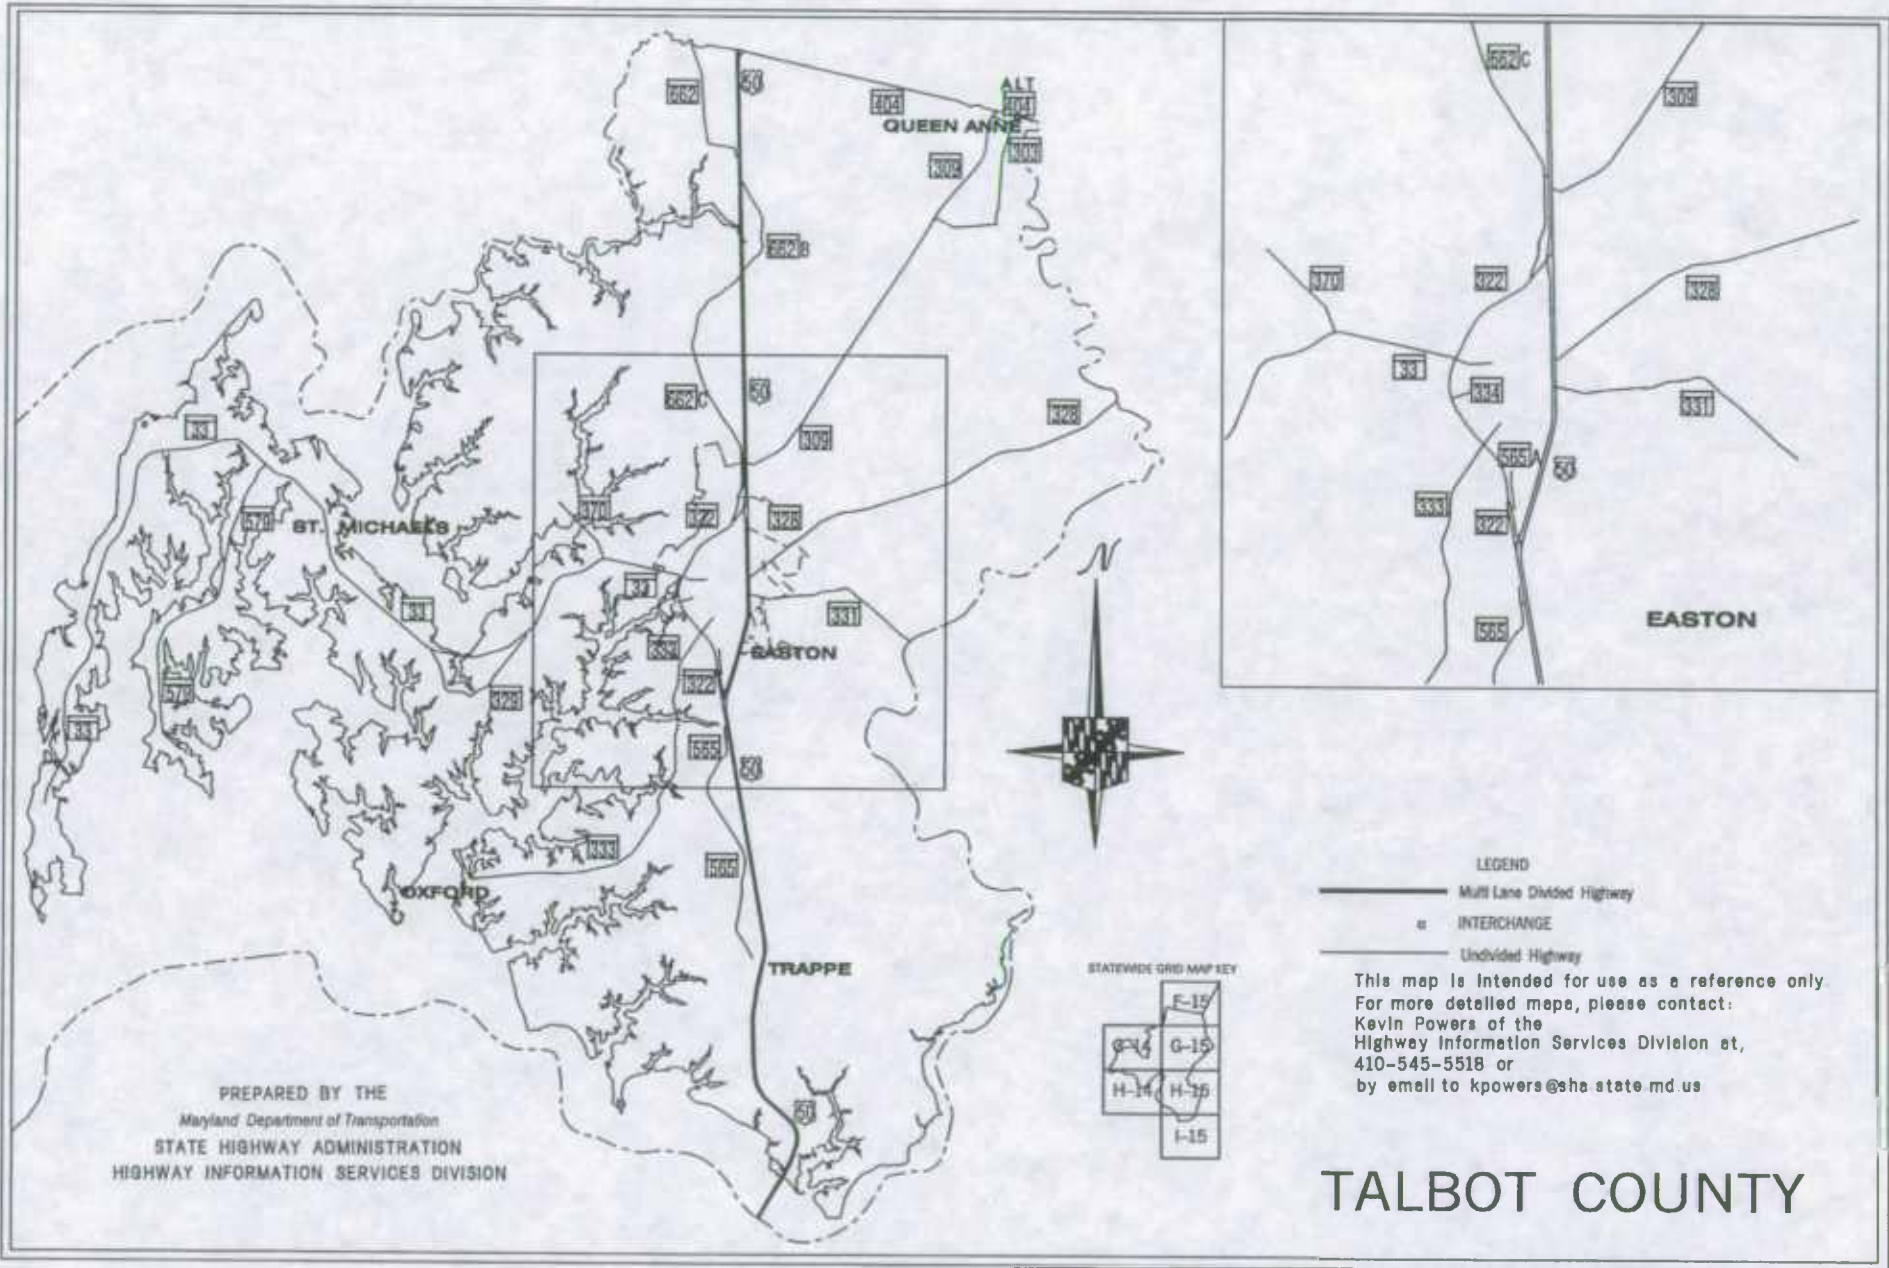 662
50
404
ALT
404
QUEEN ANNE
303
309
662 B
33
662 C
50
309
328
579
ST. MICHAELS
370
322
328
33
33
331
333
EASTON
579
329
322
33
565
50
333
565
OXFORD
TRAPPE
50
662 C
309
370
322
328
33
334
331
565 A
50
333
322
565
EASTON
N
LEGEND
Multi Lane Divided Highway
INTERCHANGE
Undivided Highway
STATEWIDE GRID MAP KEY
F-15
G-14 G-15
H-14 H-15
I-15
This map is intended for use as a reference only
For more detailed maps, please contact:
Kevin Powers of the
Highway Information Services Division at,
410-545-5518 or
by email to kpowers@sha state md us
PREPARED BY THE
Maryland Department of Transportation
STATE HIGHWAY ADMINISTRATION
HIGHWAY INFORMATION SERVICES DIVISION
TALBOT COUNTY